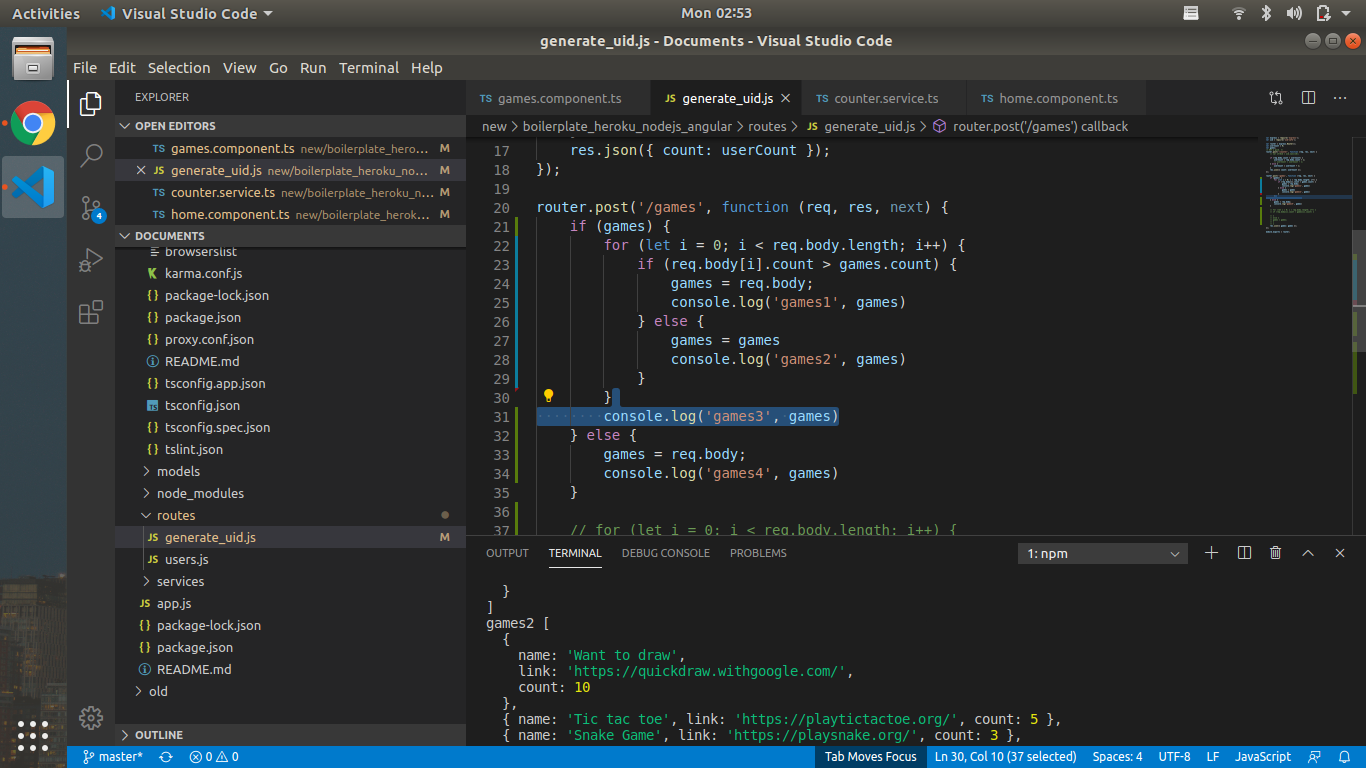 Activities
Visual Studio Code
Mon 02:53
generate_uid.js - Documents - Visual Studio Code
File Edit Selection View Go Run Terminal Help
EXPLORER
OPEN EDITORS
TS games.component.ts new/boilerplate_hero... M
JS generate_uid.js new/boilerplate_heroku_no... M
TS counter.service.ts new/boilerplate_heroku_n... M
TS home.component.ts new/boilerplate_herok... M
4
DOCUMENTS
browserslist
karma.conf.js
{} package-lock.json
{} package.json
{} proxy.conf.json
README.md
{} tsconfig.app.json
TS tsconfig.json
{} tsconfig.spec.json
{} tslint.json
models
node_modules
routes
JS generate_uid.js M
JS users.js
services
JS app.js
{} package-lock.json
{} package.json
README.md
old
OUTLINE
TS games.component.ts
JS generate_uid.js
TS counter.service.ts
TS home.component.ts
new > boilerplate_heroku_nodejs_angular > routes > JS generate_uid.js > router.post('/games') callback
17 res.json({ count: userCount });
18 });
19
20 router.post('/games', function (req, res, next) {
21 if (games) {
22 for (let i = 0; i < req.body.length; i++) {
23 if (req.body[i].count > games.count) {
24 games = req.body;
25 console.log('games1', games)
26 } else {
27 games = games
28 console.log('games2', games)
29 }
30 }
31 console.log('games3', games)
32 } else {
33 games = req.body;
34 console.log('games4', games)
35 }
36
37 // for (let i = 0; i < req.body.length; i++) {
OUTPUT TERMINAL DEBUG CONSOLE PROBLEMS
1: npm
}
]
games2 [
{
name: 'Want to draw',
link: 'https://quickdraw.withgoogle.com/',
count: 10
},
{ name: 'Tic tac toe', link: 'https://playtictactoe.org/', count: 5 },
{ name: 'Snake Game', link: 'https://playsnake.org/', count: 3 },
master*
0 0
Tab Moves Focus
Ln 30, Col 10 (37 selected)
Spaces: 4
UTF-8
LF
JavaScript